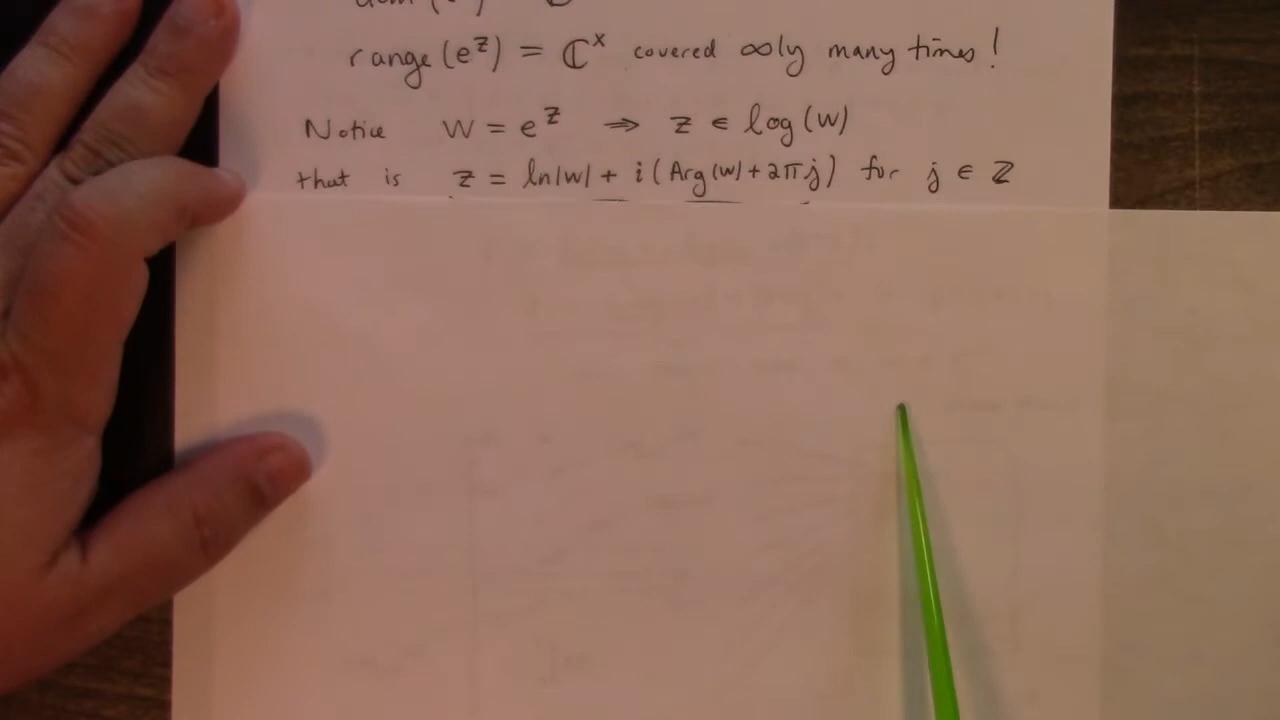 range(e^z) = ℂ^× covered ∞ly many times!
Notice w = e^z ⇒ z ∈ log(w)
that is z = ln|w| + i(Arg(w)+2πj) for j ∈ ℤ